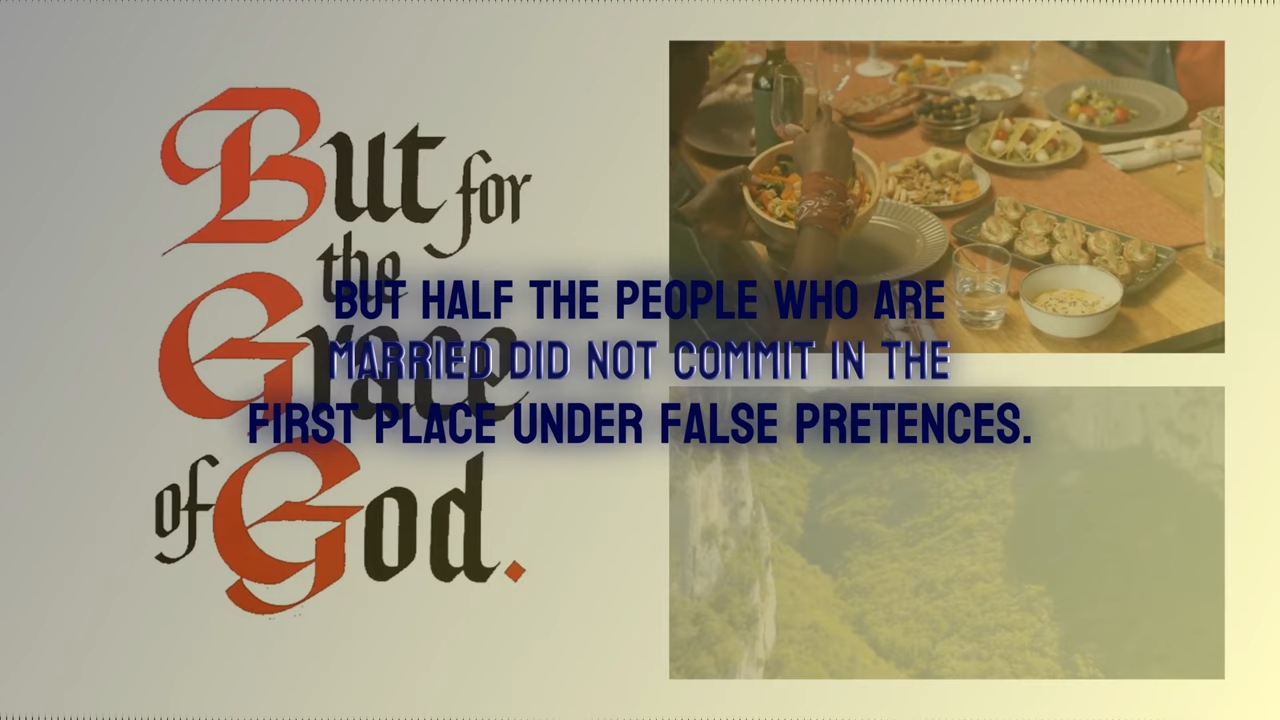 But for
the
Grace
of God.
BUT HALF THE PEOPLE WHO ARE
MARRIED DID NOT COMMIT IN THE
FIRST PLACE UNDER FALSE PRETENCES.